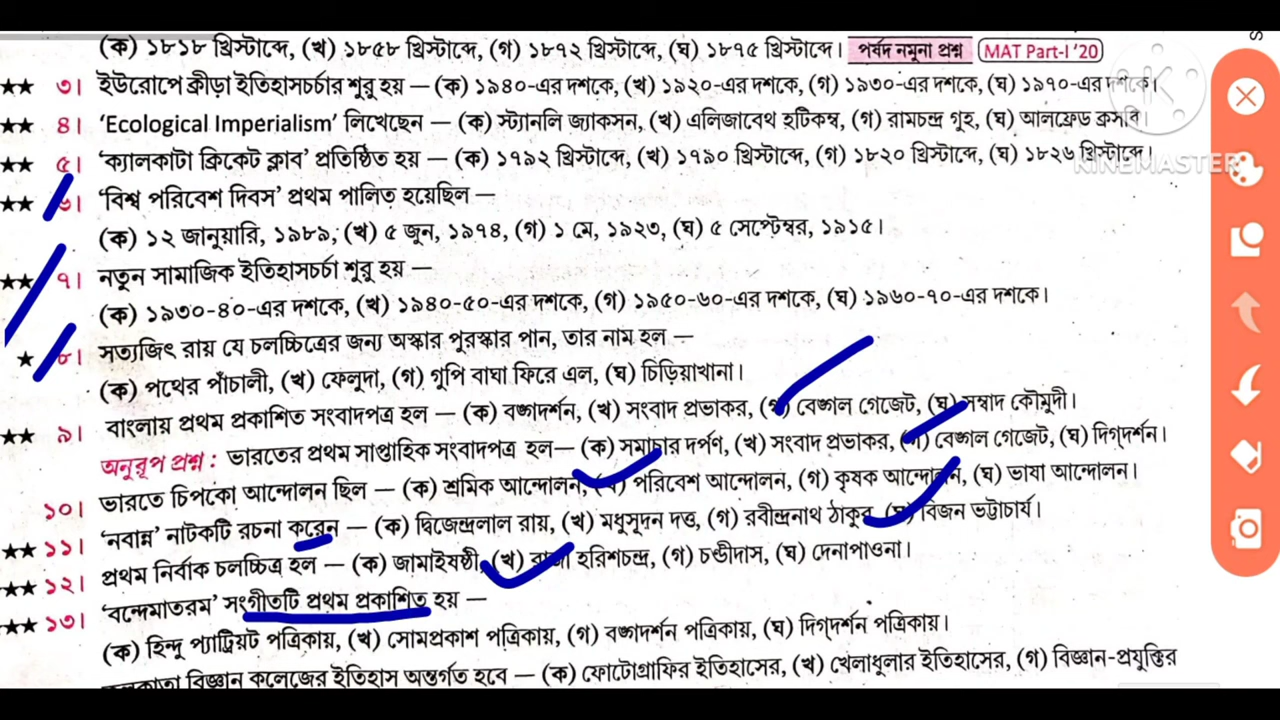 (ক) ১৮১৮ খ্রিস্টাব্দে, (খ) ১৮৫৮ খ্রিস্টাব্দে, (গ) ১৮৭২ খ্রিস্টাব্দে, (ঘ) ১৮৭৫ খ্রিস্টাব্দে। পর্ষদ নমুনা প্রশ্ন MAT Part-I '20
★★ ৩। ইউরোপে ক্রীড়া ইতিহাসচর্চার শুরু হয় — (ক) ১৯৪০-এর দশকে, (খ) ১৯২০-এর দশকে, (গ) ১৯৩০-এর দশকে, (ঘ) ১৯৭০-এর দশকে।
★★ ৪। 'Ecological Imperialism' লিখেছেন — (ক) স্ট্যানলি জ্যাকসন, (খ) এলিজাবেথ হুটিকম্ব, (গ) রামচন্দ্র গুহ, (ঘ) আলফ্রেড ক্রসবি।
★★ ৫। 'ক্যালকাটা ক্রিকেট ক্লাব' প্রতিষ্ঠিত হয় — (ক) ১৭৯২ খ্রিস্টাব্দে, (খ) ১৭৯০ খ্রিস্টাব্দে, (গ) ১৮২০ খ্রিস্টাব্দে, (ঘ) ১৮২৬ খ্রিস্টাব্দে।
KINEMASTER
★★ ৬। 'বিশ্ব পরিবেশ দিবস' প্রথম পালিত হয়েছিল —
(ক) ১২ জানুয়ারি, ১৯৮৯, (খ) ৫ জুন, ১৯৭৪, (গ) ১ মে, ১৯২৩, (ঘ) ৫ সেপ্টেম্বর, ১৯১৫।
★★ ৭। নতুন সামাজিক ইতিহাসচর্চা শুরু হয় —
(ক) ১৯৩০-৪০-এর দশকে, (খ) ১৯৪০-৫০-এর দশকে, (গ) ১৯৫০-৬০-এর দশকে, (ঘ) ১৯৬০-৭০-এর দশকে।
★ ৮। সত্যজিৎ রায় যে চলচ্চিত্রের জন্য অস্কার পুরস্কার পান, তার নাম হল —
(ক) পথের পাঁচালী, (খ) ফেলুদা, (গ) গুপি বাঘা ফিরে এল, (ঘ) চিড়িয়াখানা।
★★ ৯। বাংলায় প্রথম প্রকাশিত সংবাদপত্র হল — (ক) বঙ্গদর্শন, (খ) সংবাদ প্রভাকর, (গ) বেঙ্গল গেজেট, (ঘ) সম্বাদ কৌমুদী।
অনুরূপ প্রশ্ন : ভারতের প্রথম সাপ্তাহিক সংবাদপত্র হল— (ক) সমাচার দর্পণ, (খ) সংবাদ প্রভাকর, (গ) বেঙ্গল গেজেট, (ঘ) দিগ্‌দর্শন।
১০। ভারতে চিপকো আন্দোলন ছিল — (ক) শ্রমিক আন্দোলন, (খ) পরিবেশ আন্দোলন, (গ) কৃষক আন্দোলন, (ঘ) ভাষা আন্দোলন।
★★ ১১। 'নবান্ন' নাটকটি রচনা করেন — (ক) দ্বিজেন্দ্রলাল রায়, (খ) মধুসূদন দত্ত, (গ) রবীন্দ্রনাথ ঠাকুর, (ঘ) বিজন ভট্টাচার্য।
★★ ১২। প্রথম নির্বাক চলচ্চিত্র হল — (ক) জামাইষষ্ঠী, (খ) রাজা হরিশচন্দ্র, (গ) চণ্ডীদাস, (ঘ) দেনাপাওনা।
★★ ১৩। 'বন্দেমাতরম' সংগীতটি প্রথম প্রকাশিত হয় —
(ক) হিন্দু প্যাট্রিয়ট পত্রিকায়, (খ) সোমপ্রকাশ পত্রিকায়, (গ) বঙ্গদর্শন পত্রিকায়, (ঘ) দিগ্‌দর্শন পত্রিকায়।
কলকাতা বিজ্ঞান কলেজের ইতিহাস অন্তর্গত হবে — (ক) ফোটোগ্রাফির ইতিহাসের, (খ) খেলাধুলার ইতিহাসের, (গ) বিজ্ঞান-প্রযুক্তির